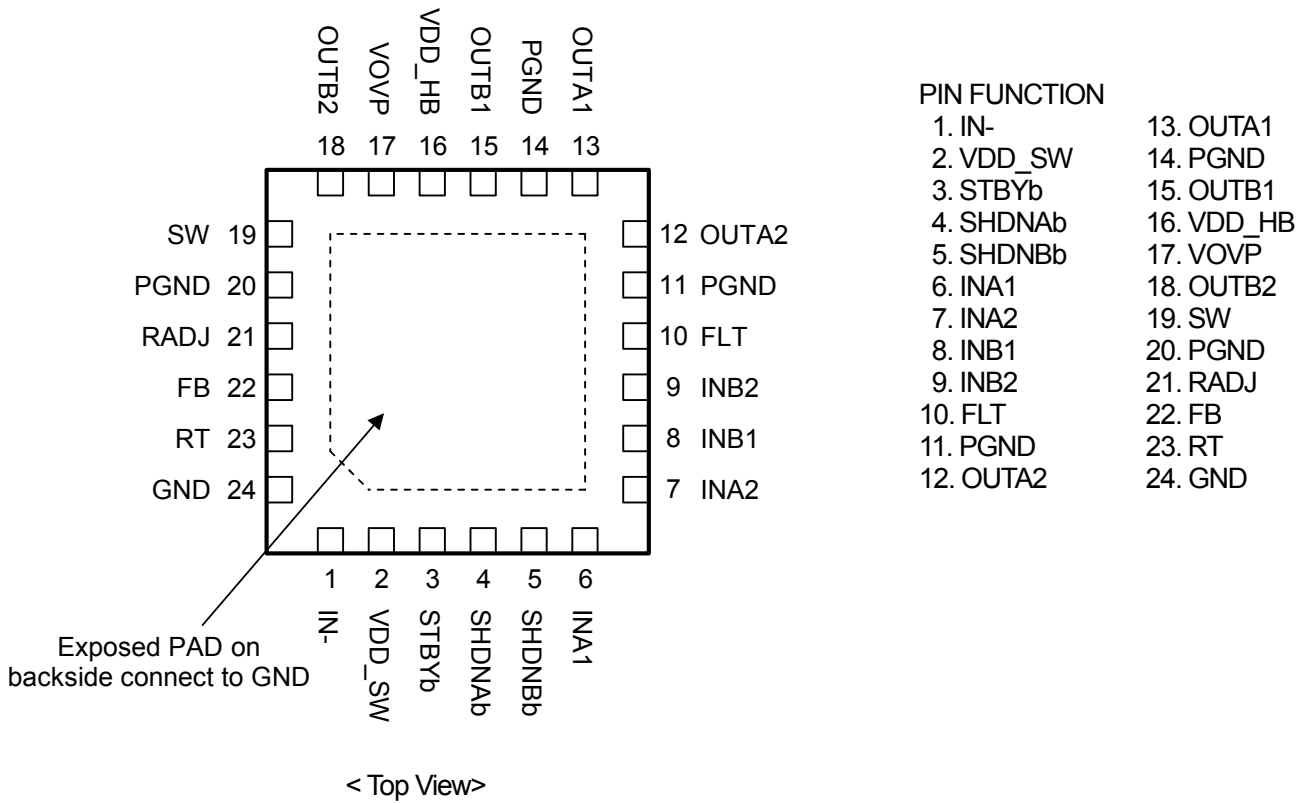 OUTB2
VOVP
VDD_HB
OUTB1
PGND
OUTA1
18 17 16 15 14 13
SW 19
PGND 20
RADJ 21
FB 22
RT 23
GND 24
12 OUTA2
11 PGND
10 FLT
9 INB2
8 INB1
7 INA2
1 2 3 4 5 6
IN-
VDD_SW
STBYb
SHDNAb
SHDNBb
INA1
Exposed PAD on
backside connect to GND
< Top View>
PIN FUNCTION
1. IN-
2. VDD_SW
3. STBYb
4. SHDNAb
5. SHDNBb
6. INA1
7. INA2
8. INB1
9. INB2
10. FLT
11. PGND
12. OUTA2
13. OUTA1
14. PGND
15. OUTB1
16. VDD_HB
17. VOVP
18. OUTB2
19. SW
20. PGND
21. RADJ
22. FB
23. RT
24. GND